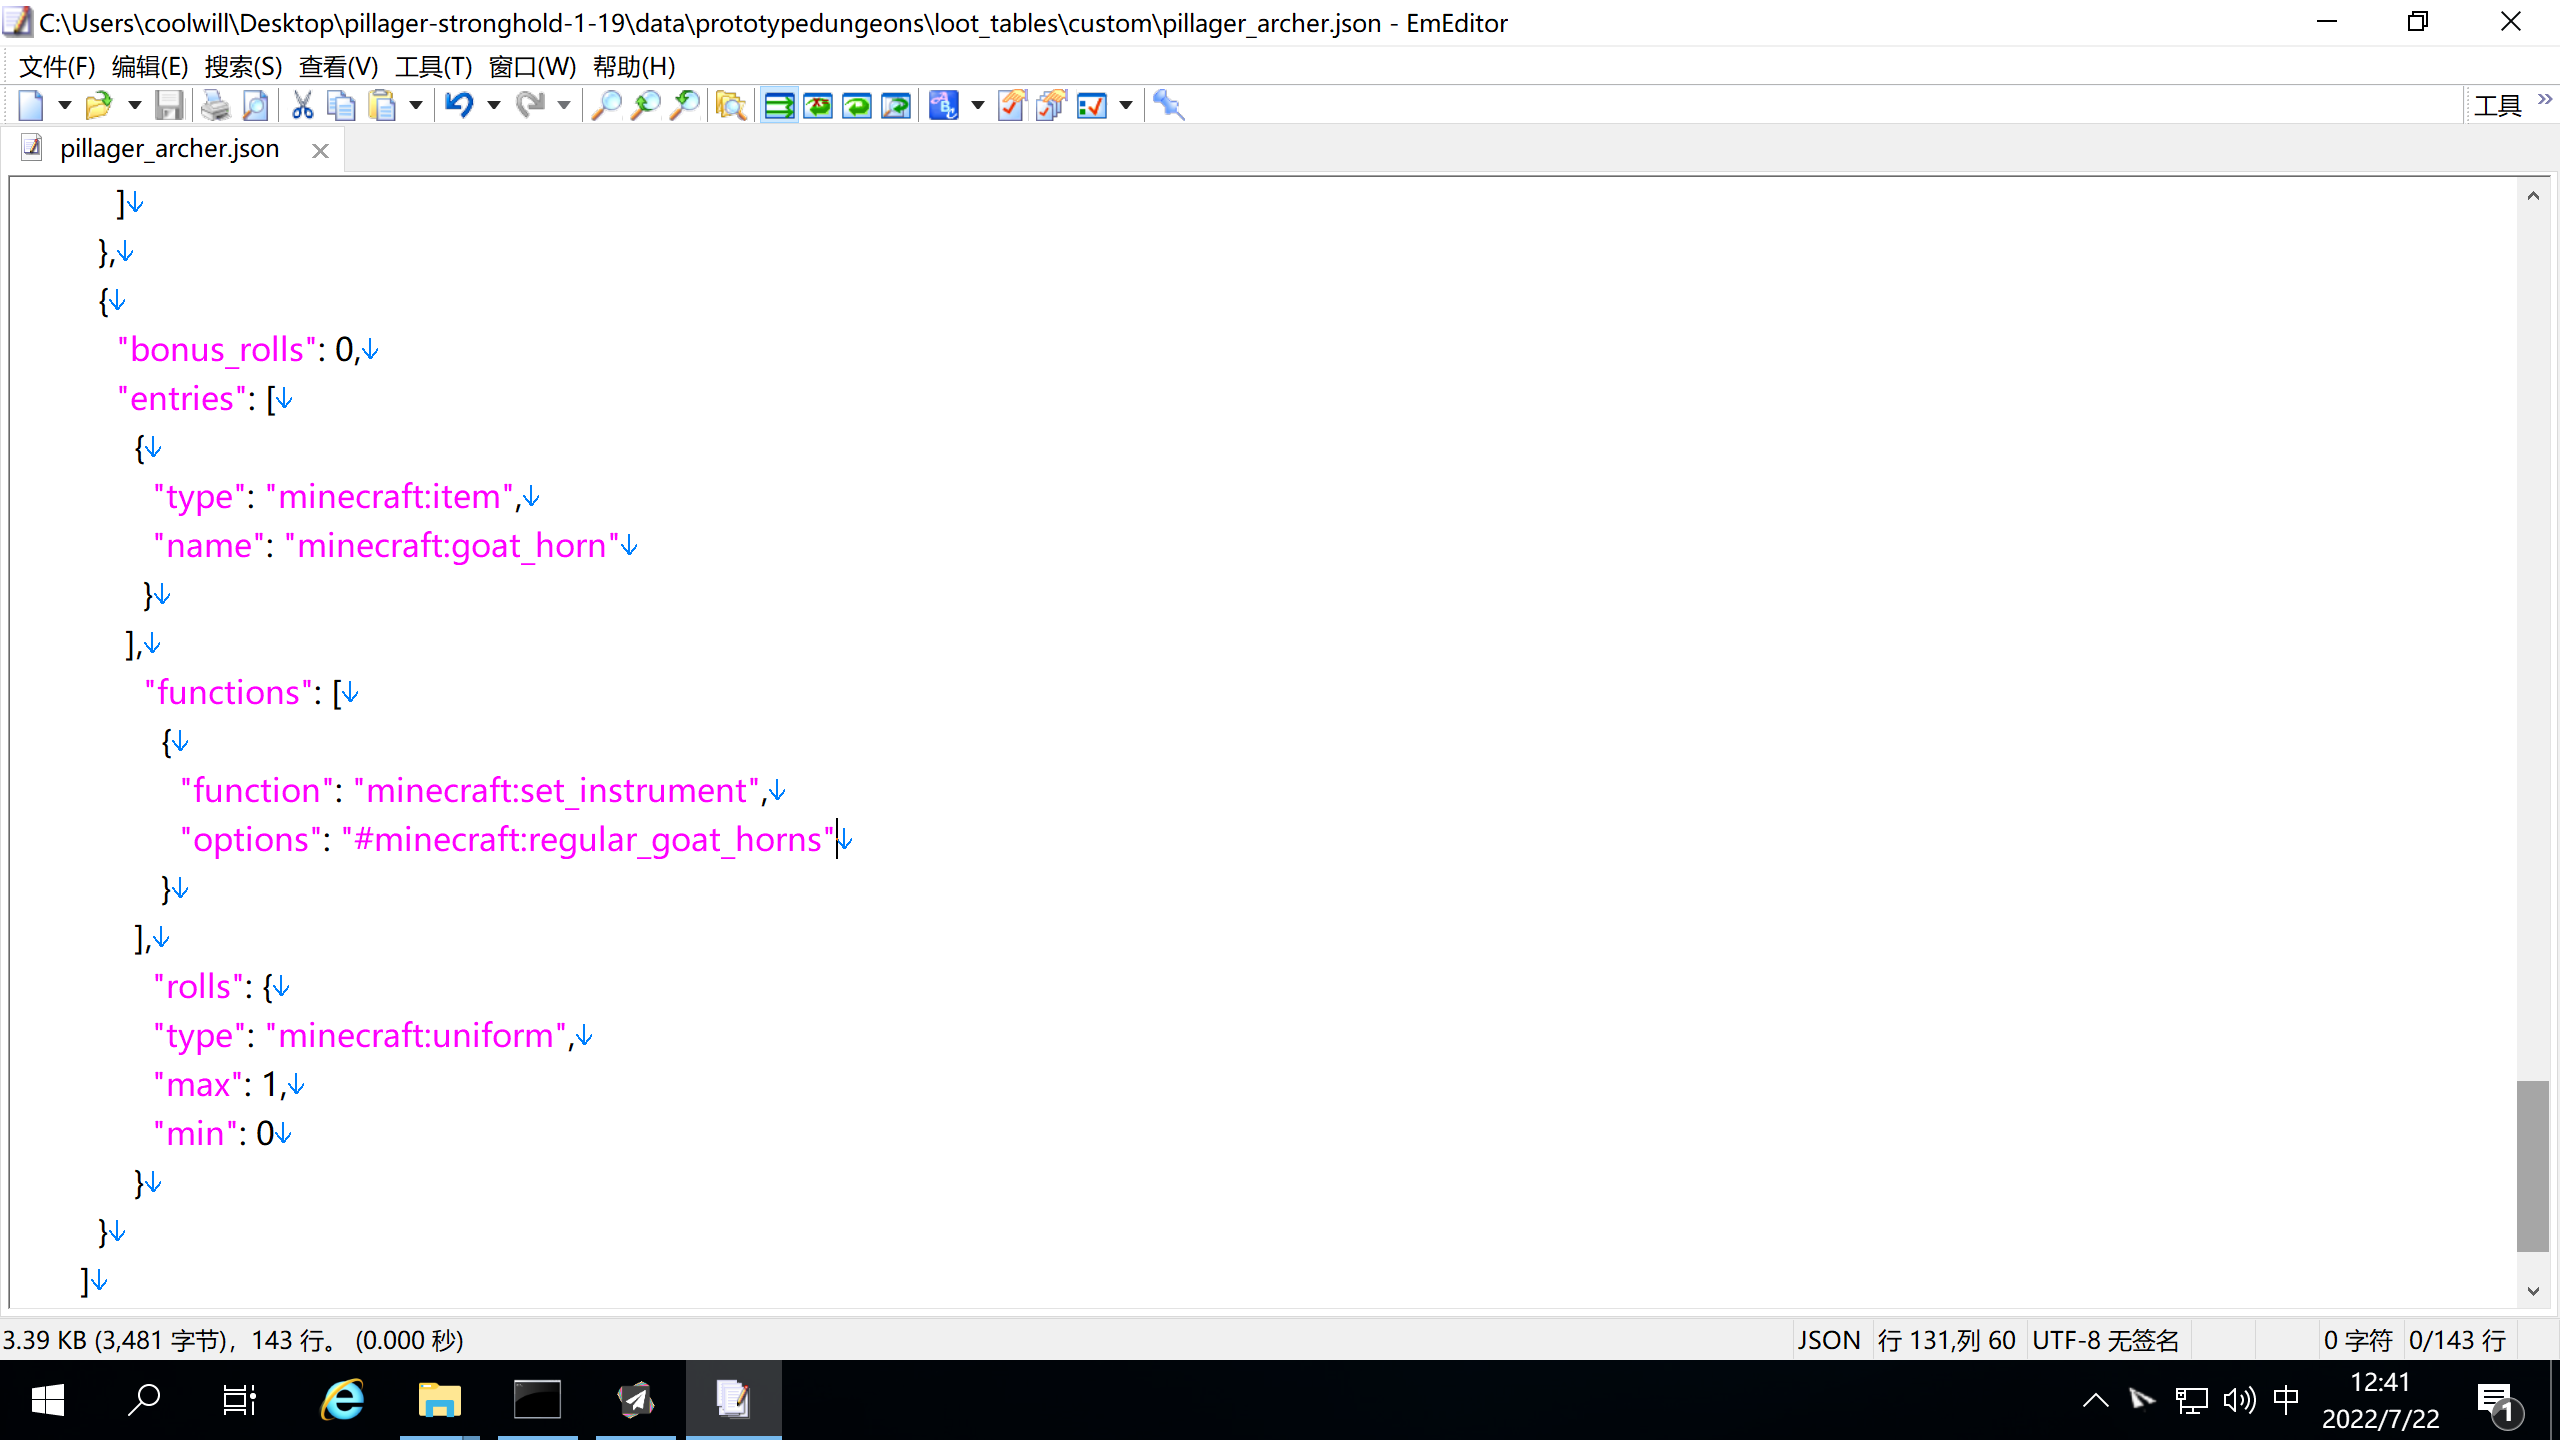 C:\Users\coolwill\Desktop\pillager-stronghold-1-19\data\prototypedungeons\loot_tables\custom\pillager_archer.json - EmEditor
文件(F) 编辑(E) 搜索(S) 查看(V) 工具(T) 窗口(W) 帮助(H)
工具 »
pillager_archer.json
]↓
},↓
{↓
"bonus_rolls": 0,↓
"entries": [↓
{↓
"type": "minecraft:item",↓
"name": "minecraft:goat_horn"↓
}↓
],↓
"functions": [↓
{↓
"function": "minecraft:set_instrument",↓
"options": "#minecraft:regular_goat_horns"↓
}↓
],↓
"rolls": {↓
"type": "minecraft:uniform",↓
"max": 1,↓
"min": 0↓
}↓
}↓
]↓
3.39 KB (3,481 字节)，143 行。 (0.000 秒) JSON 行 131,列 60 UTF-8 无签名 0 字符 0/143 行
中 12:41
2022/7/22 1